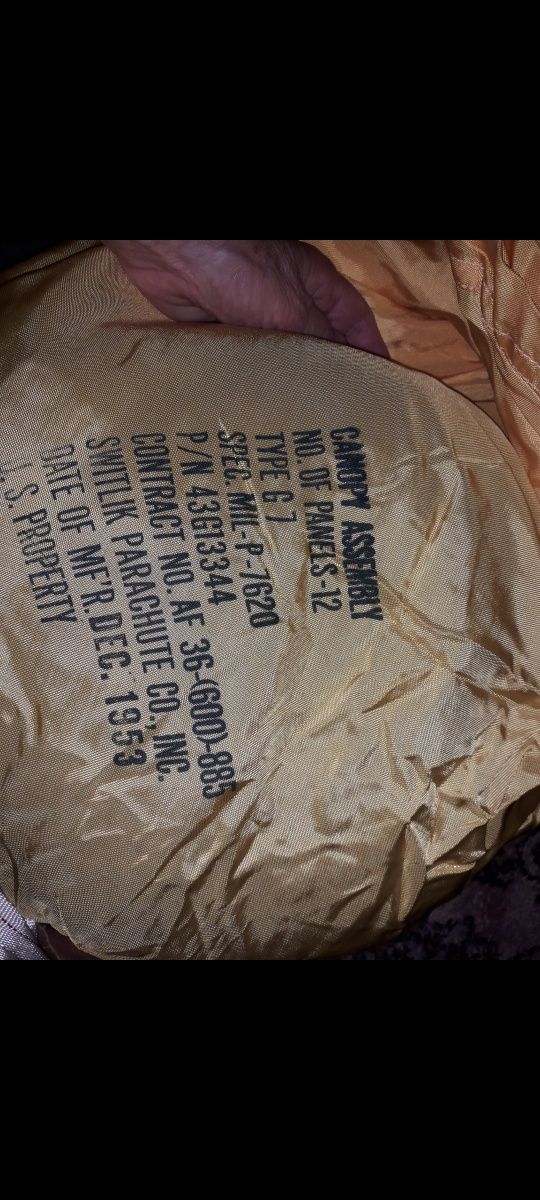 CANOPY ASSEMBLY
NO. OF PANELS-12
TYPE G 7
SPEC. MIL-P-7620
P/N 43G13344
CONTRACT NO. AF 36-(600-885
SWITLIK PARACHUTE CO., INC.
DATE OF MF'R. DEC. 1953
U. S. PROPERTY